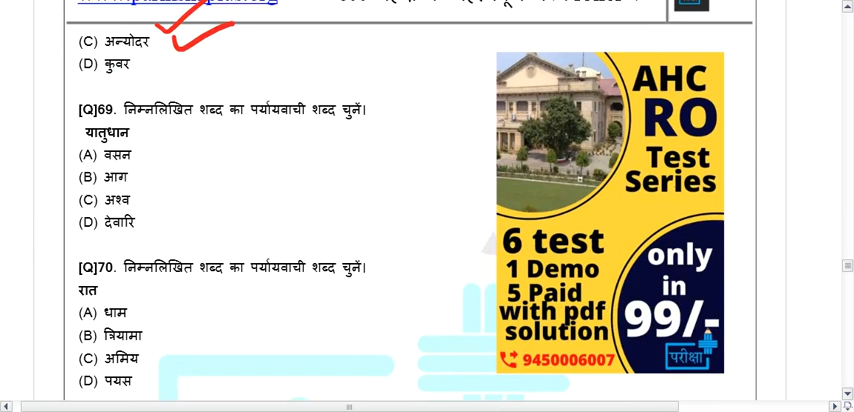 (C) अन्योदर
(D) कुबर
[Q]69. निम्नलिखित शब्द का पर्यायवाची शब्द चुनें।
यातुधान
(A) वसन
(B) आग
(C) अश्व
(D) देवारि
[Q]70. निम्नलिखित शब्द का पर्यायवाची शब्द चुनें।
रात
(A) धाम
(B) त्रियामा
(C) अमिय
(D) पयस
AHC
RO
Test
Series
6 test
1 Demo
5 Paid
with pdf
solution
only
in
99/-
9450006007
परीक्षा